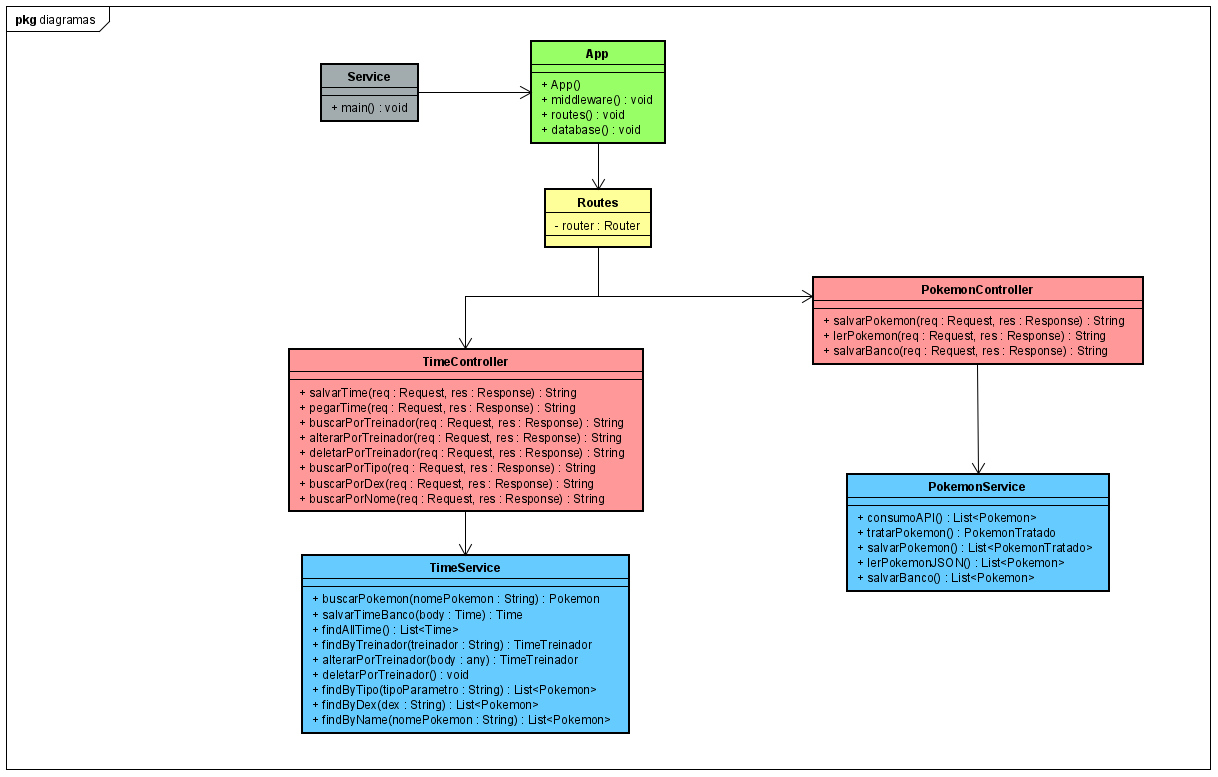 pkg diagramas
Service
+ main() : void
App
+ App()
+ middleware() : void
+ routes() : void
+ database() : void
Routes
- router : Router
PokemonController
+ salvarPokemon(req : Request, res : Response) : String
+ lerPokemon(req : Request, res : Response) : String
+ salvarBanco(req : Request, res : Response) : String
TimeController
+ salvarTime(req : Request, res : Response) : String
+ pegarTime(req : Request, res : Response) : String
+ buscarPorTreinador(req : Request, res : Response) : String
+ alterarPorTreinador(req : Request, res : Response) : String
+ deletarPorTreinador(req : Request, res : Response) : String
+ buscarPorTipo(req : Request, res : Response) : String
+ buscarPorDex(req : Request, res : Response) : String
+ buscarPorNome(req : Request, res : Response) : String
PokemonService
+ consumoAPI() : List<Pokemon>
+ tratarPokemon() : PokemonTratado
+ salvarPokemon() : List<PokemonTratado>
+ lerPokemonJSON() : List<Pokemon>
+ salvarBanco() : List<Pokemon>
TimeService
+ buscarPokemon(nomePokemon : String) : Pokemon
+ salvarTimeBanco(body : Time) : Time
+ findAllTime() : List<Time>
+ findByTreinador(treinador : String) : TimeTreinador
+ alterarPorTreinador(body : any) : TimeTreinador
+ deletarPorTreinador() : void
+ findByTipo(tipoParametro : String) : List<Pokemon>
+ findByDex(dex : String) : List<Pokemon>
+ findByName(nomePokemon : String) : List<Pokemon>